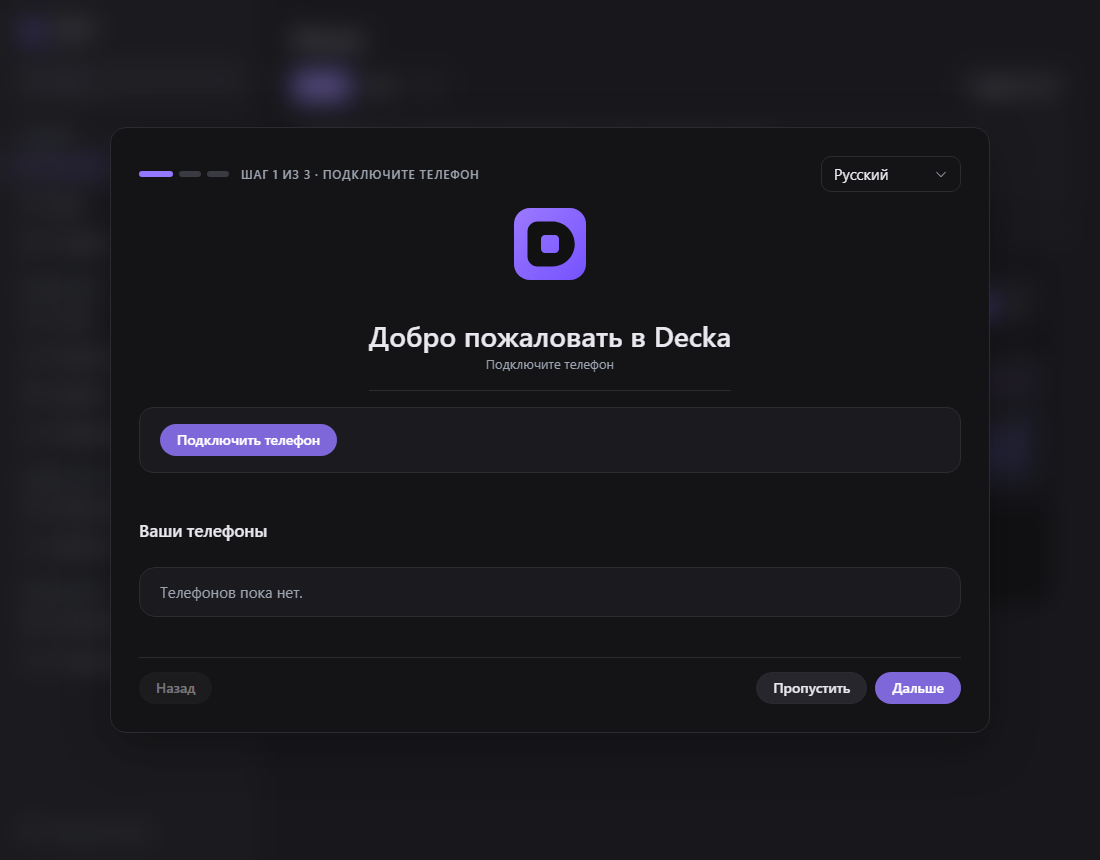 ШАГ 1 ИЗ 3 · ПОДКЛЮЧИТЕ ТЕЛЕФОН
Русский
Добро пожаловать в Decka
Подключите телефон
Подключить телефон
Ваши телефоны
Телефонов пока нет.
Назад
Пропустить
Дальше